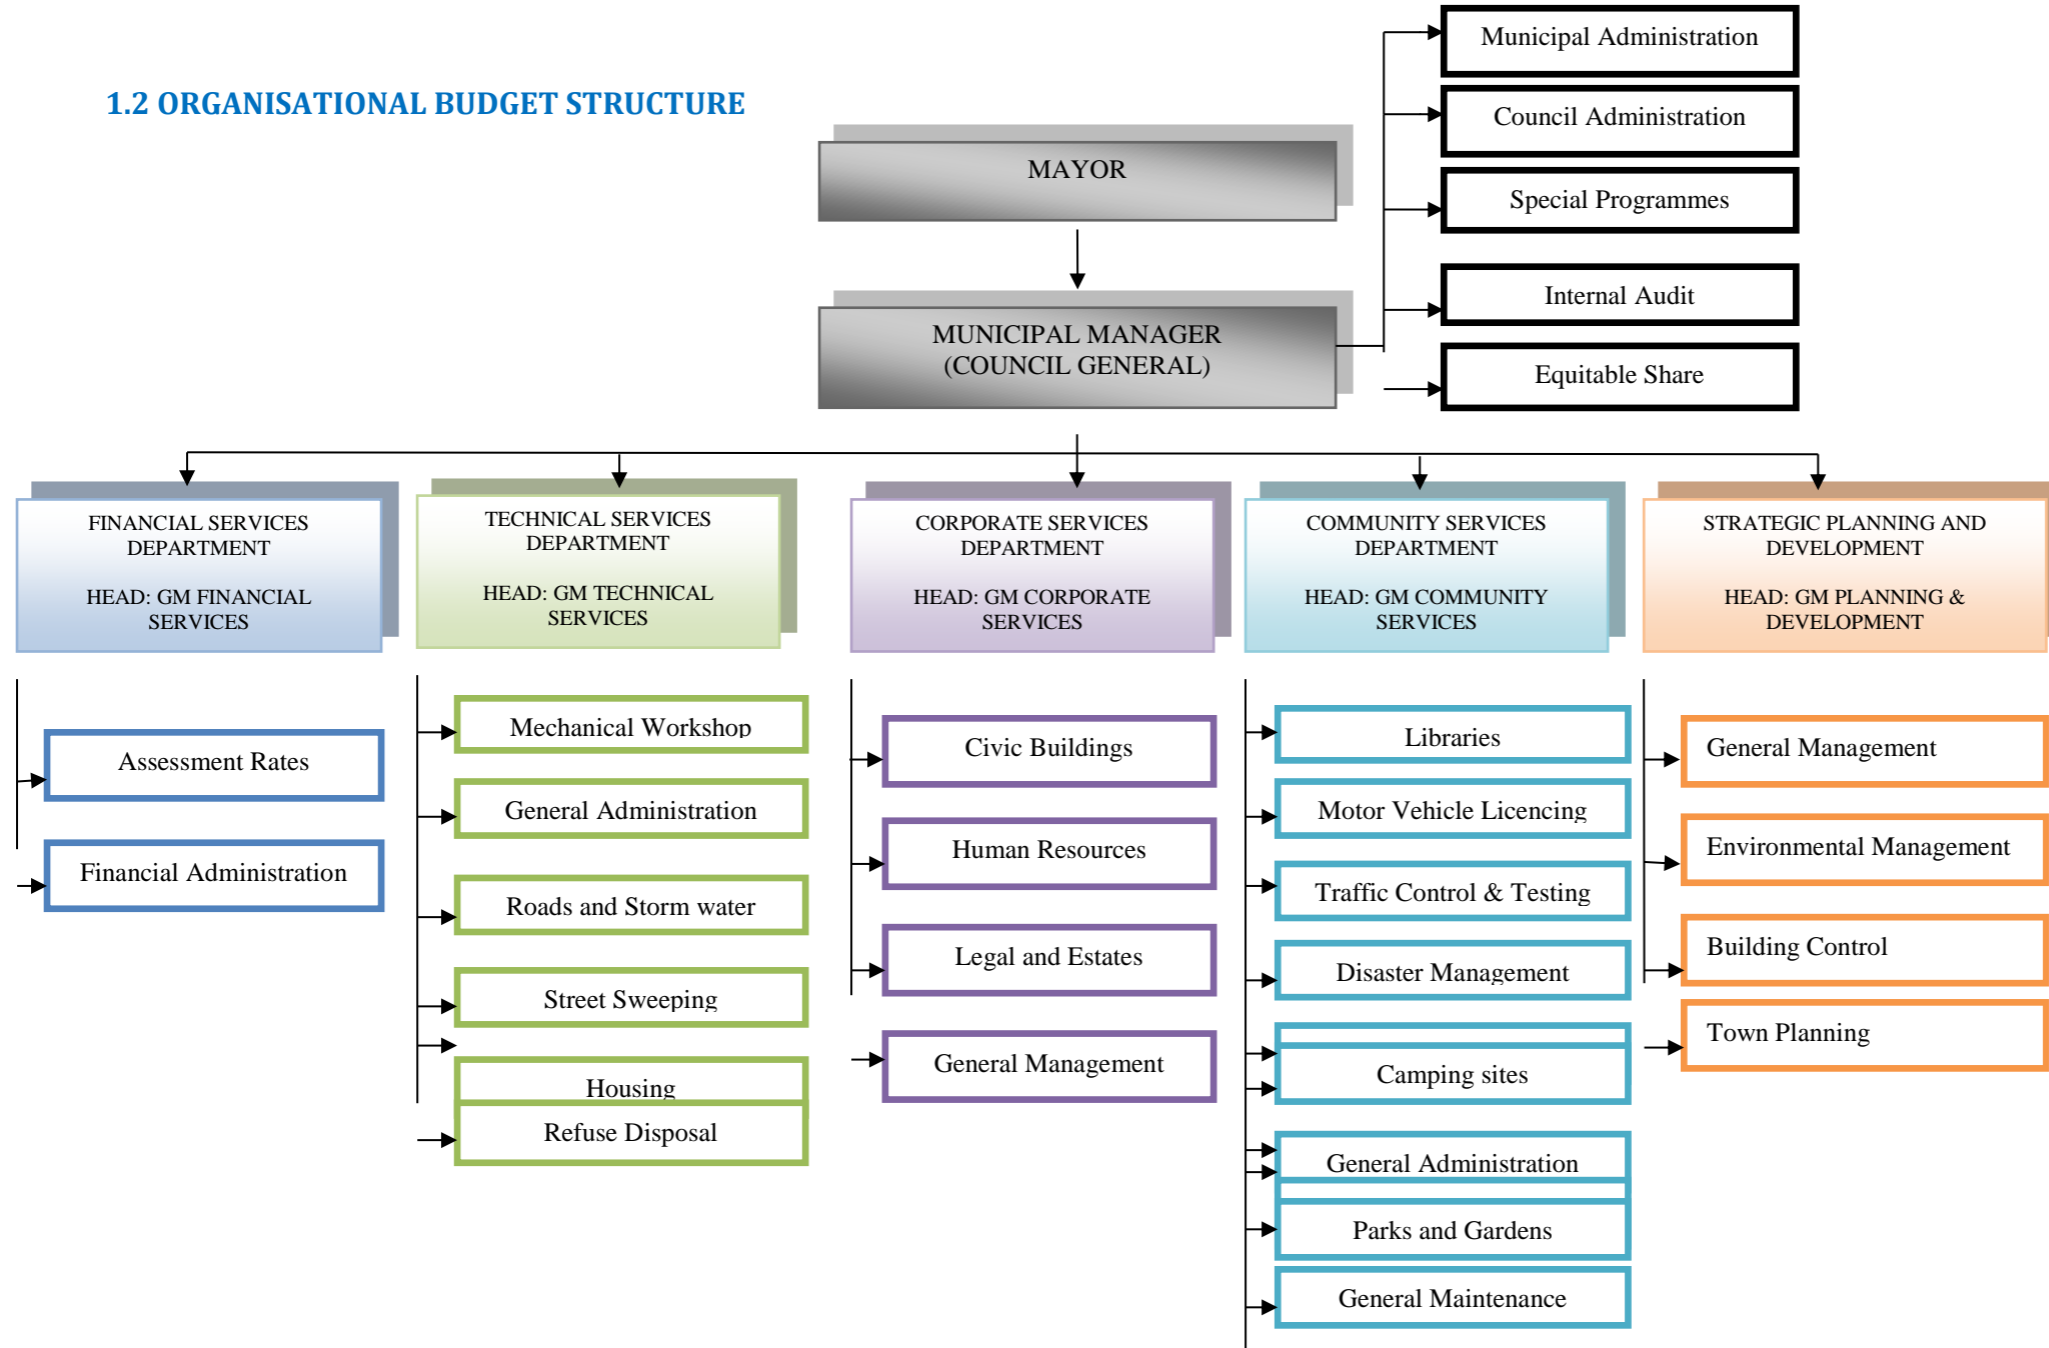 1.2 ORGANISATIONAL BUDGET STRUCTURE
Municipal Administration
Council Administration
Special Programmes
Internal Audit
Equitable Share
MAYOR
MUNICIPAL MANAGER
(COUNCIL GENERAL)
FINANCIAL SERVICES
DEPARTMENT
HEAD: GM FINANCIAL
SERVICES
Assessment Rates
Financial Administration
TECHNICAL SERVICES
DEPARTMENT
HEAD: GM TECHNICAL
SERVICES
Mechanical Workshop
General Administration
Roads and Storm water
Street Sweeping
Housing
Refuse Disposal
CORPORATE SERVICES
DEPARTMENT
HEAD: GM CORPORATE
SERVICES
Civic Buildings
Human Resources
Legal and Estates
General Management
COMMUNITY SERVICES
DEPARTMENT
HEAD: GM COMMUNITY
SERVICES
Libraries
Motor Vehicle Licencing
Traffic Control & Testing
Disaster Management
Camping sites
General Administration
Parks and Gardens
General Maintenance
STRATEGIC PLANNING AND
DEVELOPMENT
HEAD: GM PLANNING &
DEVELOPMENT
General Management
Environmental Management
Building Control
Town Planning